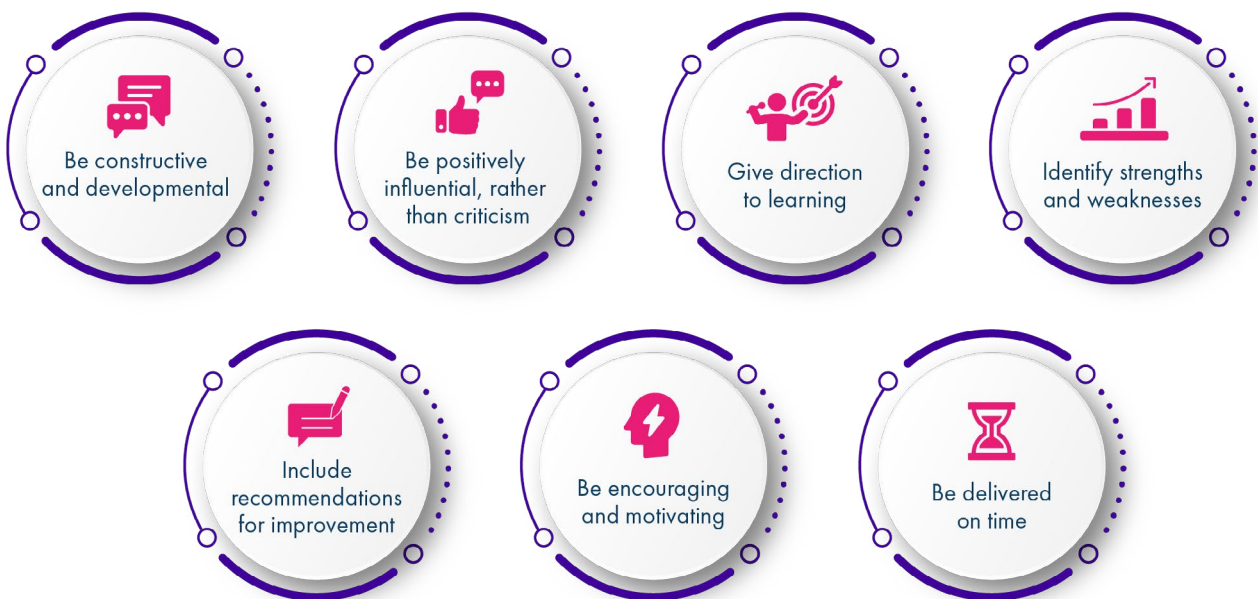 Be constructive
and developmental
Be positively
influential, rather
than criticism
Give direction
to learning
Identify strengths
and weaknesses
Include
recommendations
for improvement
Be encouraging
and motivating
Be delivered
on time